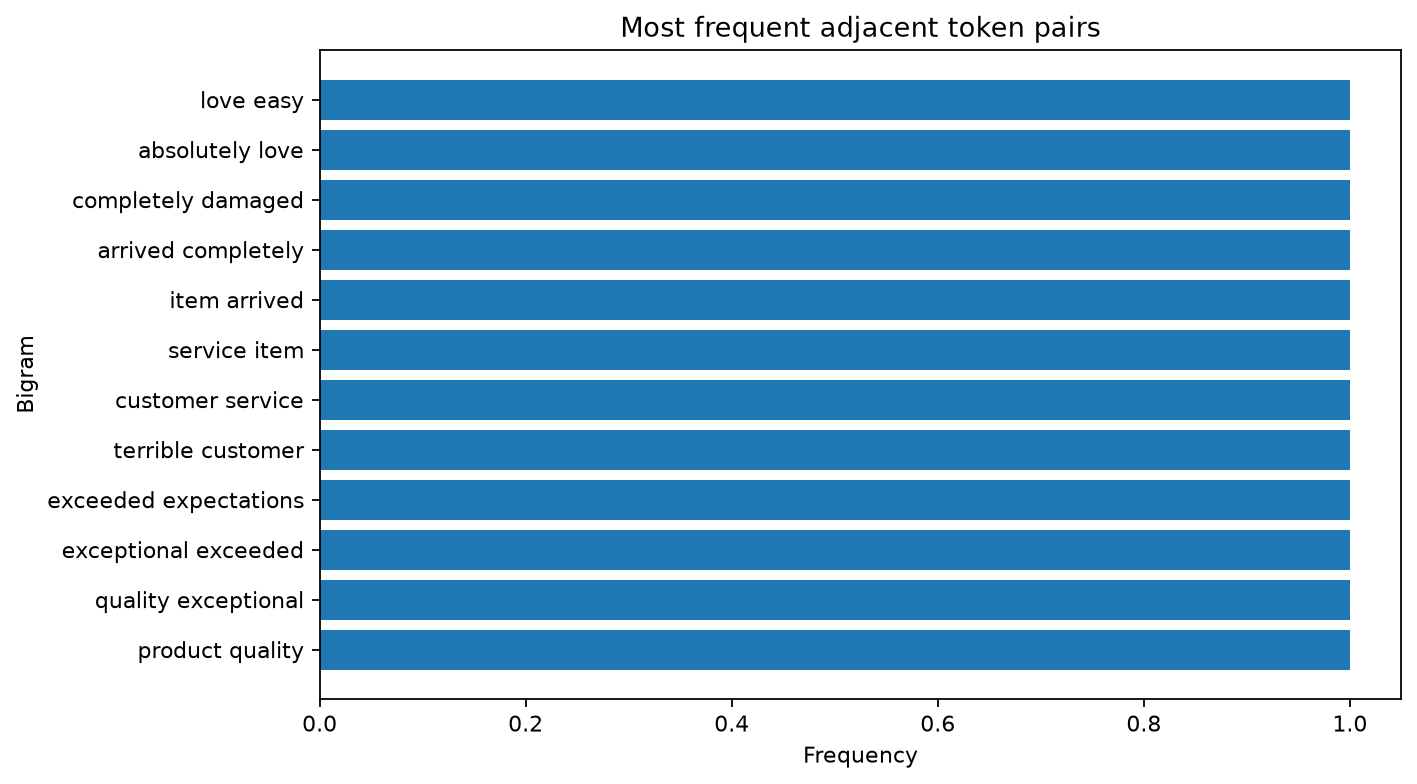 Most frequent adjacent token pairs
love easy
absolutely love
completely damaged
arrived completely
item arrived
service item
customer service
terrible customer
exceeded expectations
exceptional exceeded
quality exceptional
product quality
Bigram
0.0 0.2 0.4 0.6 0.8 1.0
Frequency